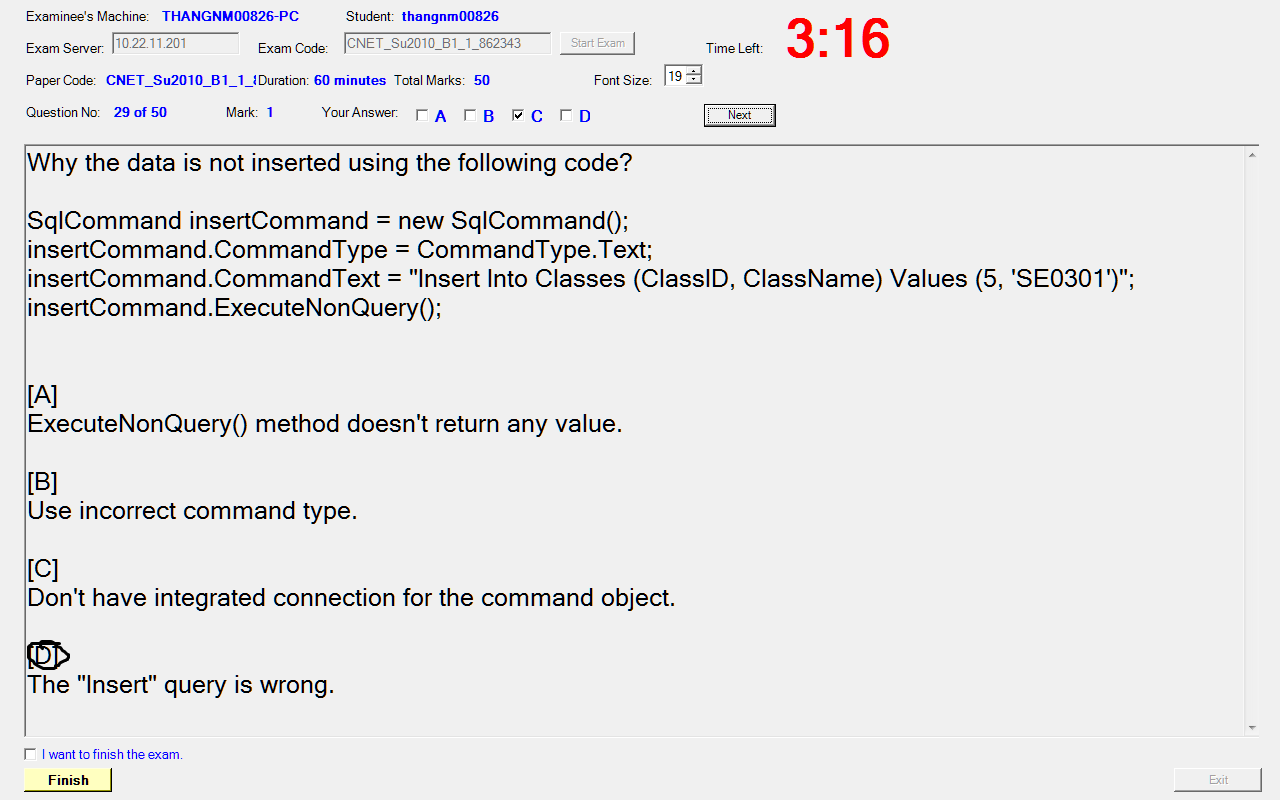 Examinee's Machine: THANGNM00826-PC Student: thangnm00826
Exam Server: 10.22.11.201 Exam Code: CNET_Su2010_B1_1_862343 Start Exam Time Left: 3:16
Paper Code: CNET_Su2010_B1_1_ Duration: 60 minutes Total Marks: 50 Font Size: 19
Question No: 29 of 50 Mark: 1 Your Answer: A B C D Next
Why the data is not inserted using the following code?
SqlCommand insertCommand = new SqlCommand();
insertCommand.CommandType = CommandType.Text;
insertCommand.CommandText = "Insert Into Classes (ClassID, ClassName) Values (5, 'SE0301')";
insertCommand.ExecuteNonQuery();
[A]
ExecuteNonQuery() method doesn't return any value.
[B]
Use incorrect command type.
[C]
Don't have integrated connection for the command object.
[D]
The "Insert" query is wrong.
I want to finish the exam.
Finish Exit